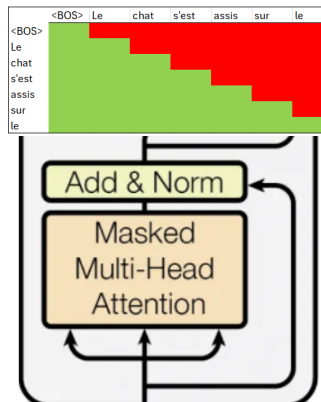 <BOS> Le chat s'est assis sur le
<BOS>
Le
chat
s'est
assis
sur
le
Add & Norm
Masked
Multi-Head
Attention